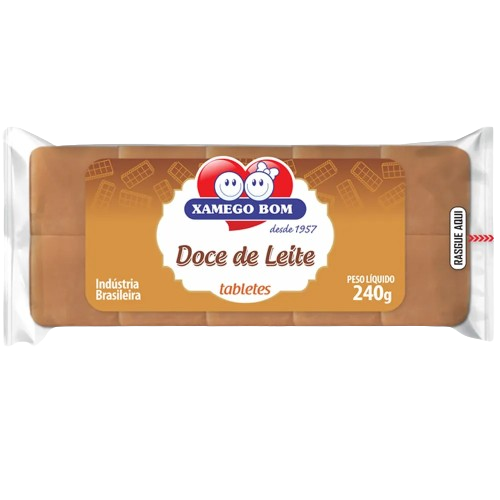 XAMEGO BOM
desde 1957
Doce de Leite
tabletes
Indústria
Brasileira
PESO LÍQUIDO
240g
RASGUE AQUI